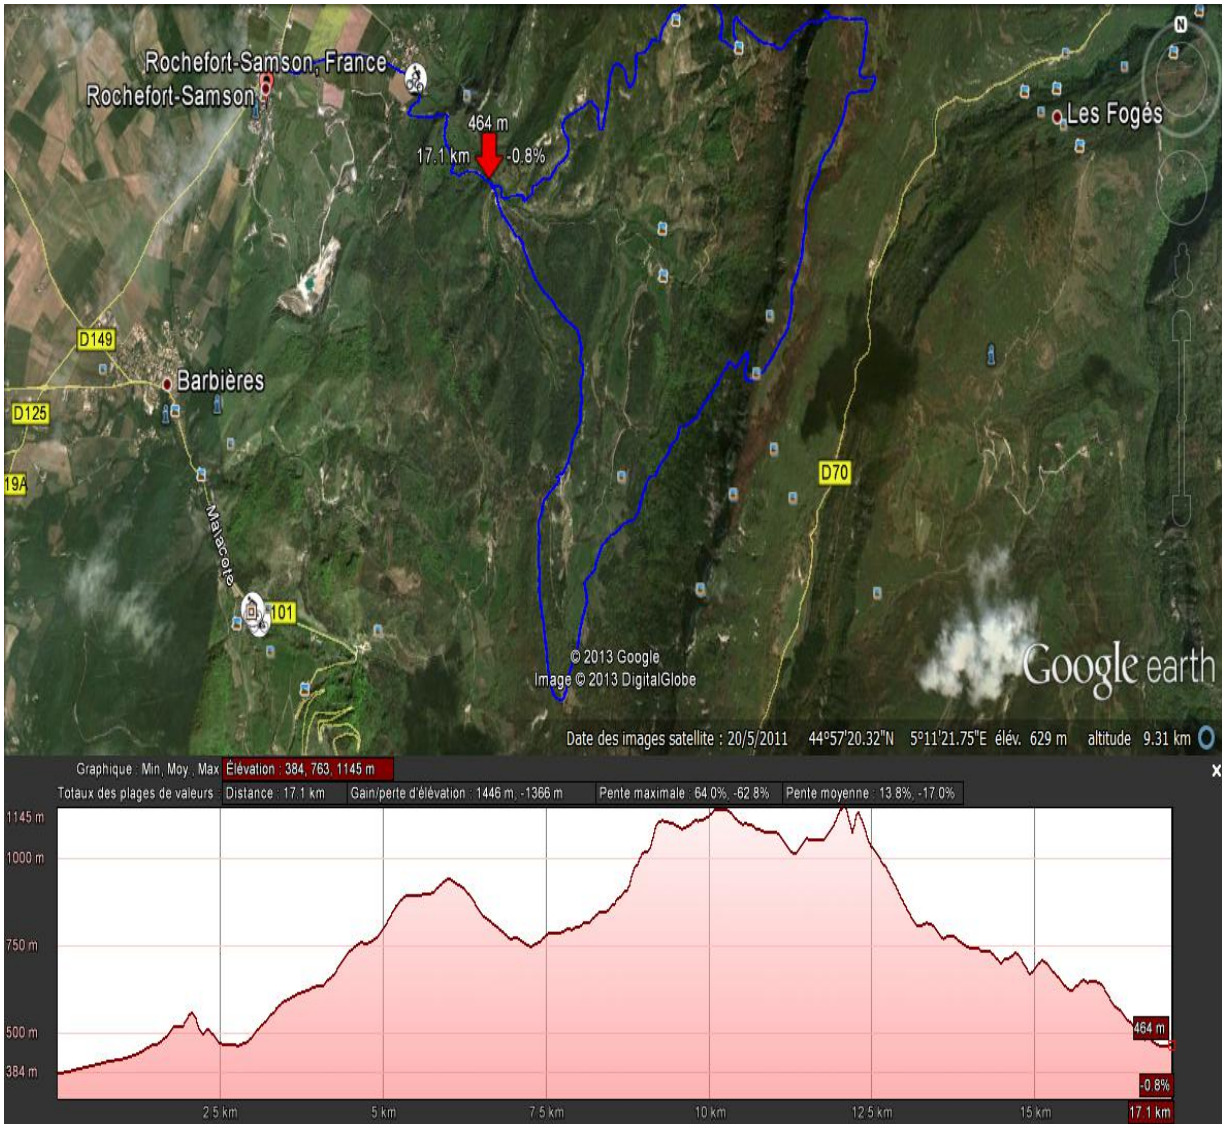 N
Rochefort-Samson, France
Rochefort-Samson
Les Fogés
464 m
17.1 km -0.8%
D149
Barbières
D125
19A
D70
Malacote
101
© 2013 Google
Image © 2013 DigitalGlobe
Google earth
Date des images satellite : 20/5/2011 44°57'20.32"N 5°11'21.75"E élév. 629 m altitude 9.31 km
Graphique : Min, Moy., Max Élévation : 384, 763, 1145 m X
Totaux des plages de valeurs : Distance : 17.1 km Gain/perte d'élévation : 1446 m, -1366 m Pente maximale : 64.0%, -62.8% Pente moyenne : 13.8%, -17.0%
1145 m
1000 m
750 m
500 m
464 m
384 m
-0.8%
2.5 km 5 km 7.5 km 10 km 12.5 km 15 km 17.1 km